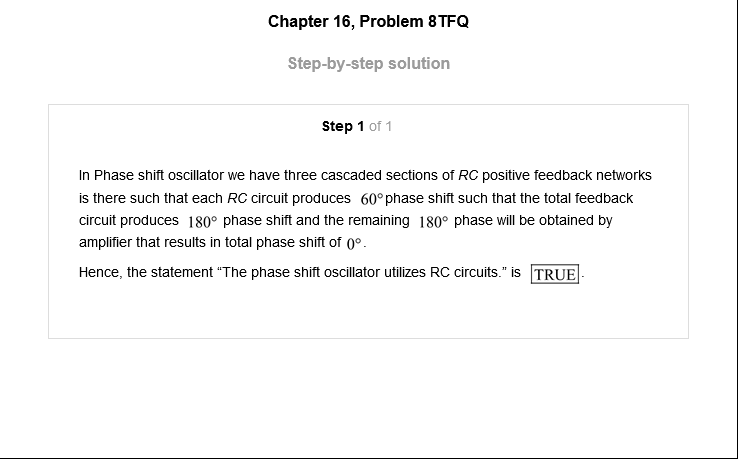 Chapter 16, Problem 8TFQ
Step-by-step solution
Step 1 of 1
In Phase shift oscillator we have three cascaded sections of RC positive feedback networks
is there such that each RC circuit produces 60° phase shift such that the total feedback
circuit produces 180° phase shift and the remaining 180° phase will be obtained by
amplifier that results in total phase shift of 0°.
Hence, the statement “The phase shift oscillator utilizes RC circuits.” is TRUE.